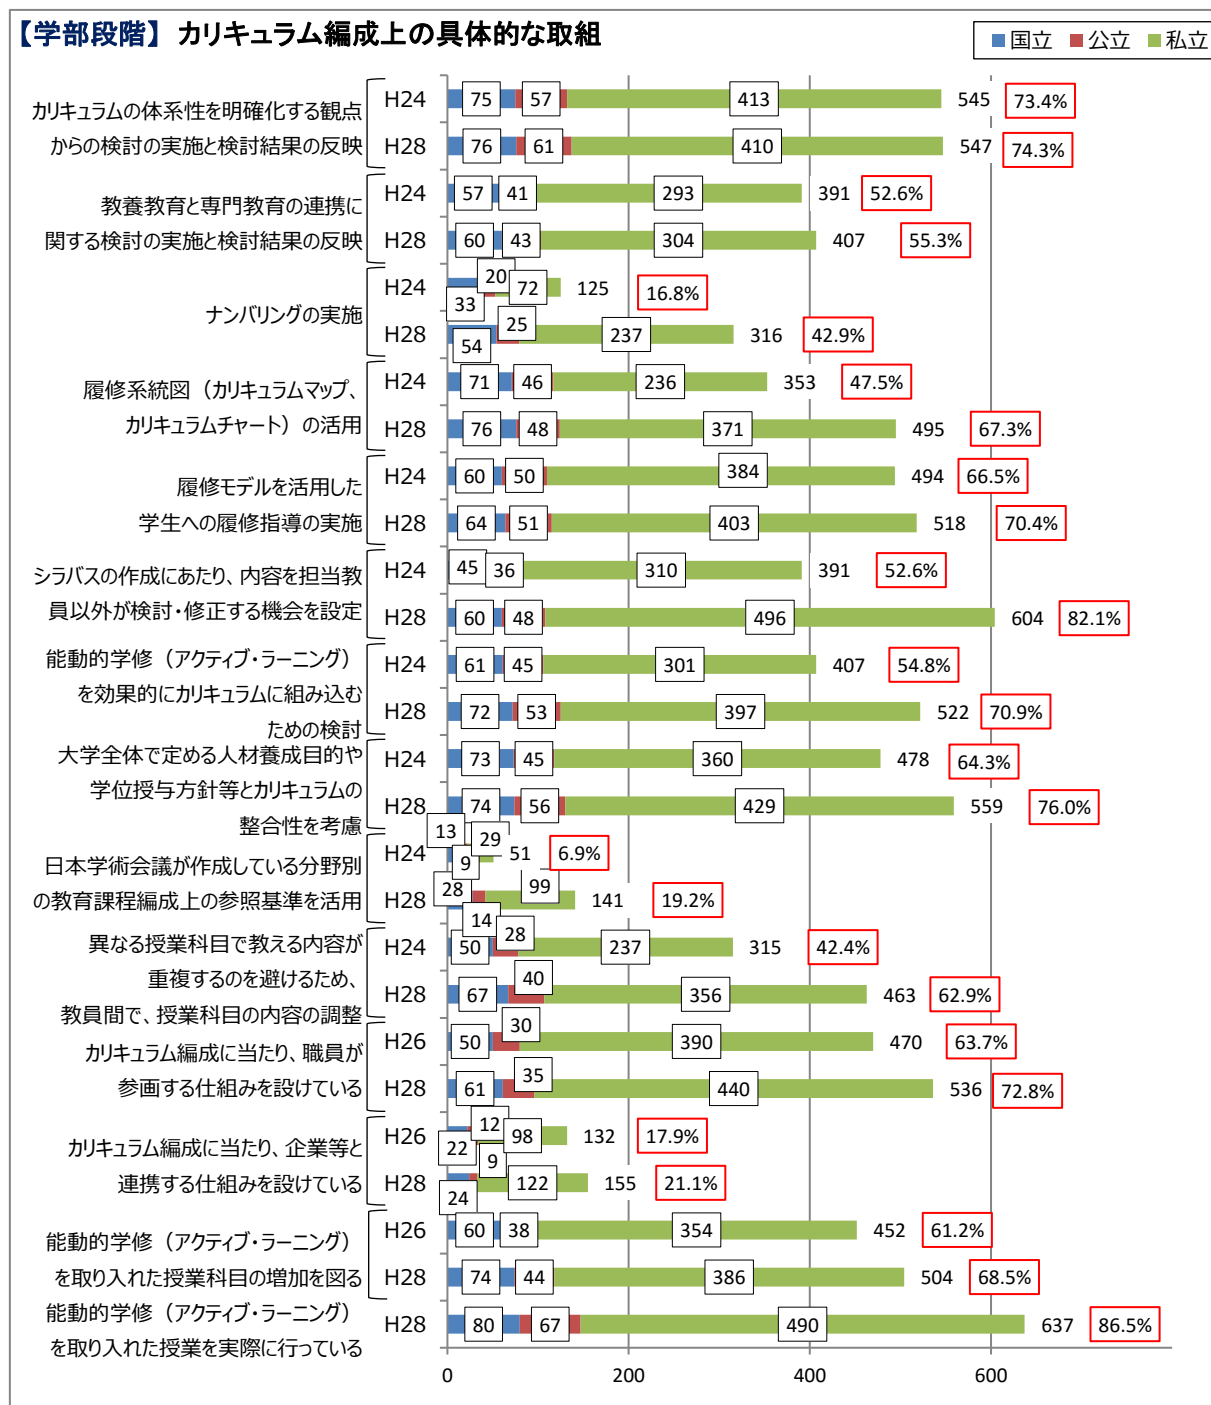 【学部段階】 カリキュラム編成上の具体的な取組
国立 公立 私立
カリキュラムの体系性を明確化する観点
からの検討の実施と検討結果の反映
H24 75 57 413 545 73.4%
H28 76 61 410 547 74.3%
教養教育と専門教育の連携に
関する検討の実施と検討結果の反映
H24 57 41 293 391 52.6%
H28 60 43 304 407 55.3%
ナンバリングの実施
H24 33 20 72 125 16.8%
H28 54 25 237 316 42.9%
履修系統図（カリキュラムマップ、
カリキュラムチャート）の活用
H24 71 46 236 353 47.5%
H28 76 48 371 495 67.3%
履修モデルを活用した
学生への履修指導の実施
H24 60 50 384 494 66.5%
H28 64 51 403 518 70.4%
シラバスの作成にあたり、内容を担当教
員以外が検討・修正する機会を設定
H24 45 36 310 391 52.6%
H28 60 48 496 604 82.1%
能動的学修（アクティブ・ラーニング）
を効果的にカリキュラムに組み込む
ための検討
H24 61 45 301 407 54.8%
H28 72 53 397 522 70.9%
大学全体で定める人材養成目的や
学位授与方針等とカリキュラムの
整合性を考慮
H24 73 45 360 478 64.3%
H28 74 56 429 559 76.0%
日本学術会議が作成している分野別
の教育課程編成上の参照基準を活用
H24 13 9 29 51 6.9%
H28 28 14 99 141 19.2%
異なる授業科目で教える内容が
重複するのを避けるため、
教員間で、授業科目の内容の調整
H24 50 28 237 315 42.4%
H28 67 40 356 463 62.9%
カリキュラム編成に当たり、職員が
参画する仕組みを設けている
H26 50 30 390 470 63.7%
H28 61 35 440 536 72.8%
カリキュラム編成に当たり、企業等と
連携する仕組みを設けている
H26 22 12 98 132 17.9%
H28 24 9 122 155 21.1%
能動的学修（アクティブ・ラーニング）
を取り入れた授業科目の増加を図る
H26 60 38 354 452 61.2%
H28 74 44 386 504 68.5%
能動的学修（アクティブ・ラーニング）
を取り入れた授業を実際に行っている
H28 80 67 490 637 86.5%
0 200 400 600